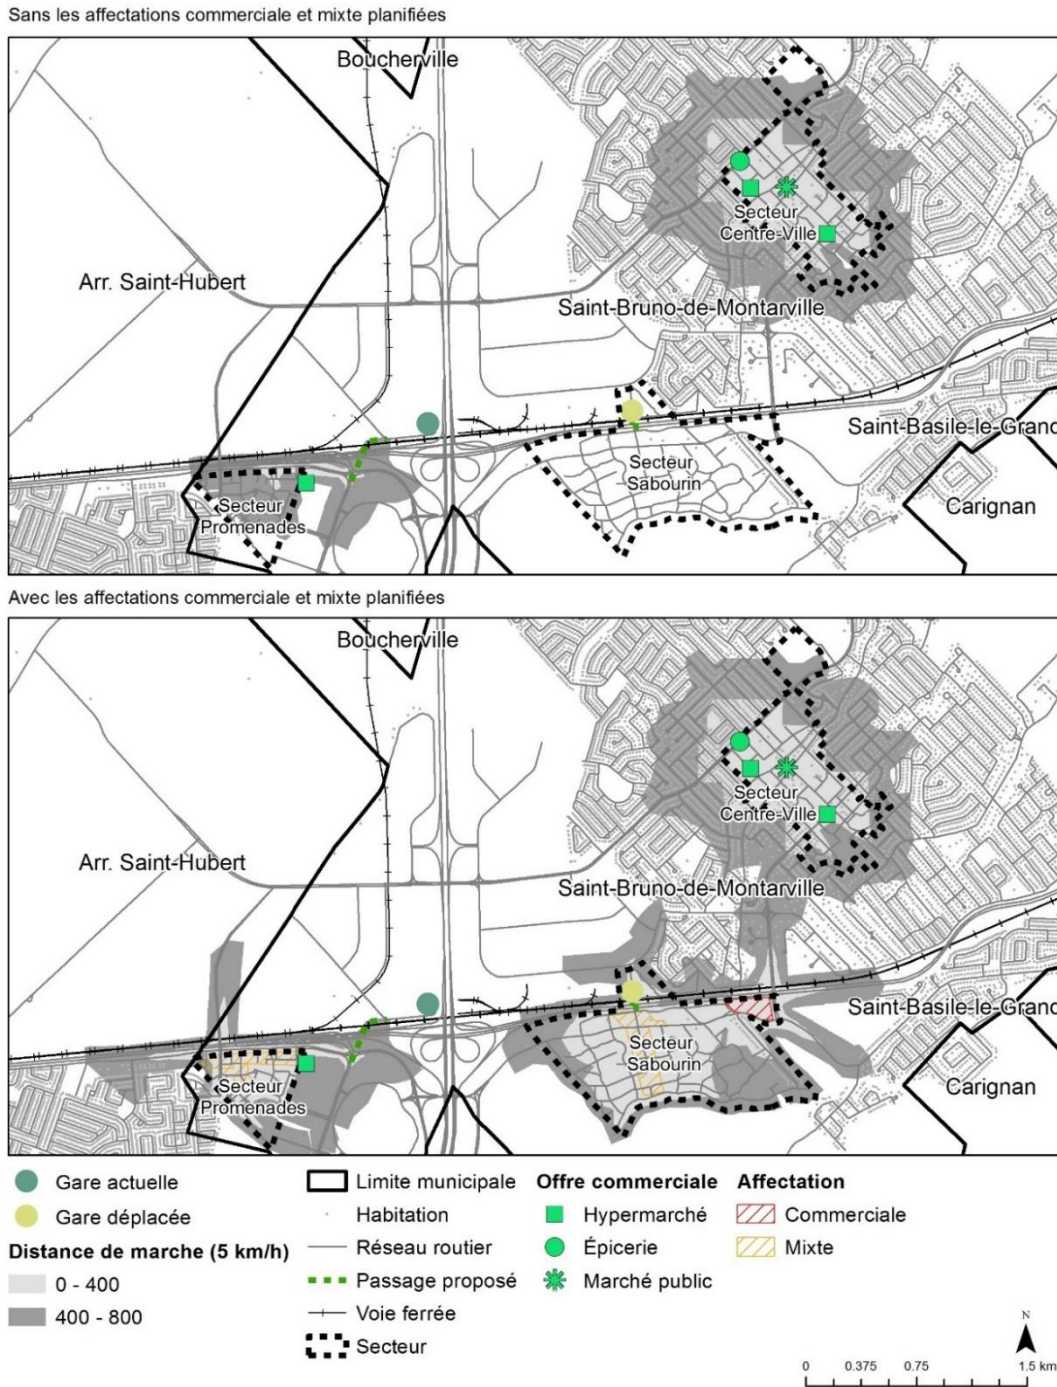 Sans les affectations commerciale et mixte planifiées
Boucherville
Secteur
Centre-Ville
Arr. Saint-Hubert
Saint-Bruno-de-Montarville
Saint-Basile-le-Grand
Secteur
Sabourin
Secteur
Promenades
Carignan
Avec les affectations commerciale et mixte planifiées
Boucherville
Secteur
Centre-Ville
Arr. Saint-Hubert
Saint-Bruno-de-Montarville
Saint-Basile-le-Grand
Secteur
Sabourin
Secteur
Promenades
Carignan
Gare actuelle
Gare déplacée
Distance de marche (5 km/h)
0 - 400
400 - 800
Limite municipale
Habitation
Réseau routier
Passage proposé
Voie ferrée
Secteur
Offre commerciale
Hypermarché
Épicerie
Marché public
Affectation
Commerciale
Mixte
N
0 0.375 0.75 1.5 km